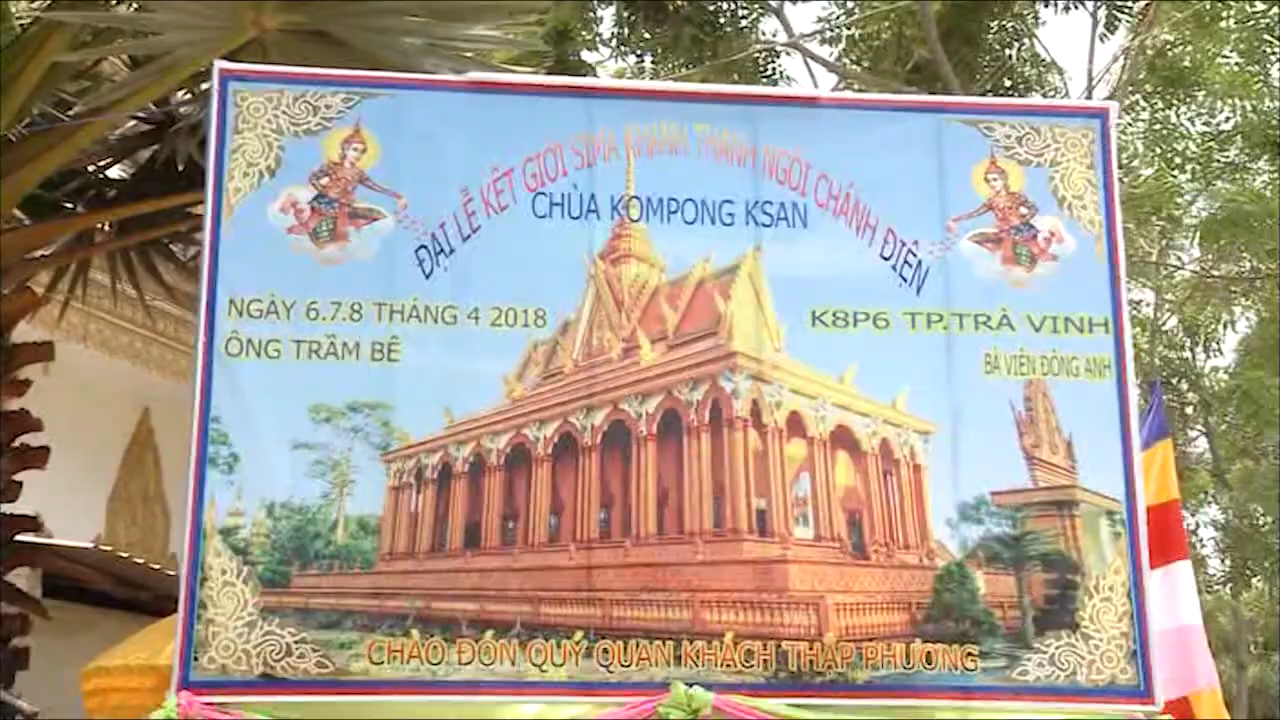 ĐẠI LỄ KẾT GIỚI SIMA KHÁNH THÀNH NGÔI CHÁNH ĐIỆN
CHÙA KOMPONG KSAN
NGÀY 6.7.8 THÁNG 4 2018
K8P6 TP.TRÀ VINH
ÔNG TRẦM BÊ
BÀ VIÊN ĐÔNG ANH
CHÀO ĐÓN QUÝ QUAN KHÁCH THẬP PHƯƠNG